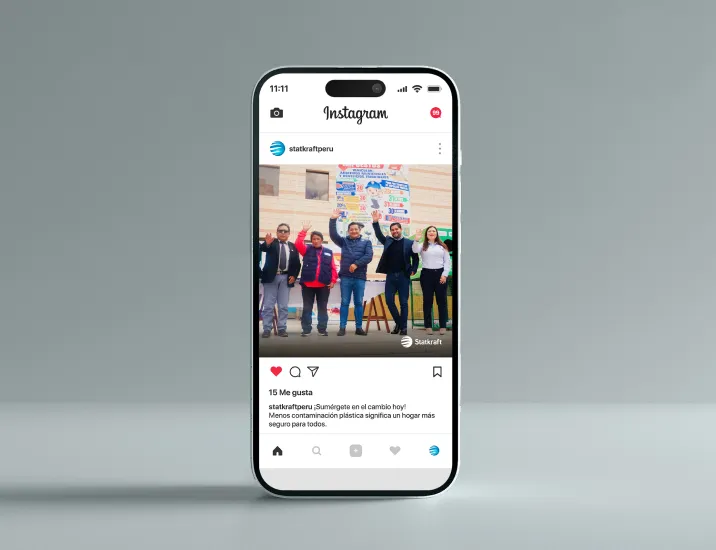 11:11
Instagram
99
statkraftperu
Statkraft
15 Me gusta
statkraftperu ¡Sumérgete en el cambio hoy!
Menos contaminación plástica significa un hogar más
seguro para todos.